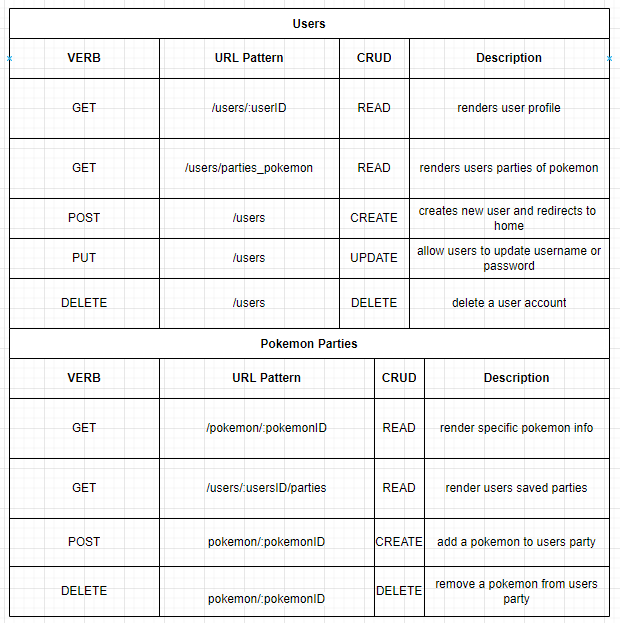 Users
VERB URL Pattern CRUD Description
GET /users/:userID READ renders user profile
GET /users/parties_pokemon READ renders users parties of pokemon
POST /users CREATE creates new user and redirects to
home
PUT /users UPDATE allow users to update username or
password
DELETE /users DELETE delete a user account
Pokemon Parties
VERB URL Pattern CRUD Description
GET /pokemon/:pokemonID READ render specific pokemon info
GET /users/:usersID/parties READ render users saved parties
POST pokemon/:pokemonID CREATE add a pokemon to users party
DELETE pokemon/:pokemonID DELETE remove a pokemon from users
party